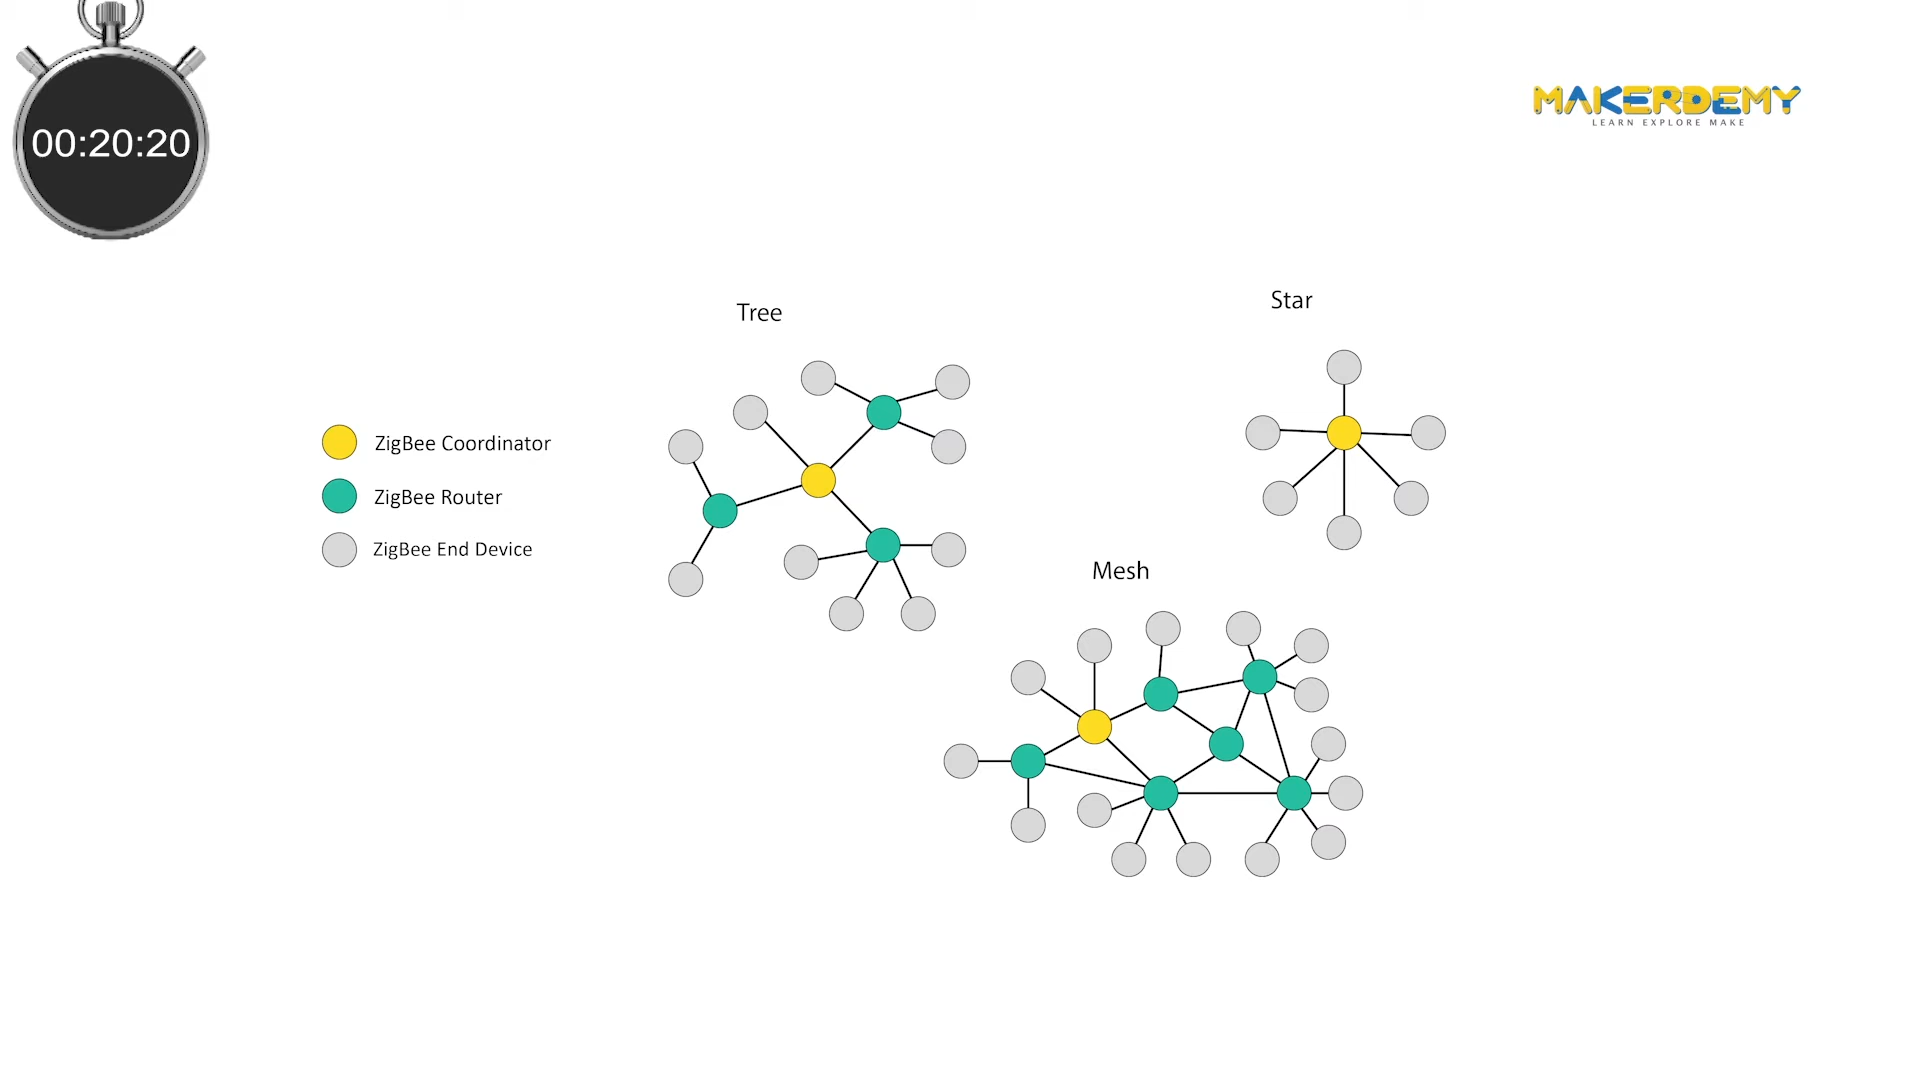 00:20:20
MAKERDEMY
LEARN EXPLORE MAKE
Tree
Star
ZigBee Coordinator
ZigBee Router
ZigBee End Device
Mesh